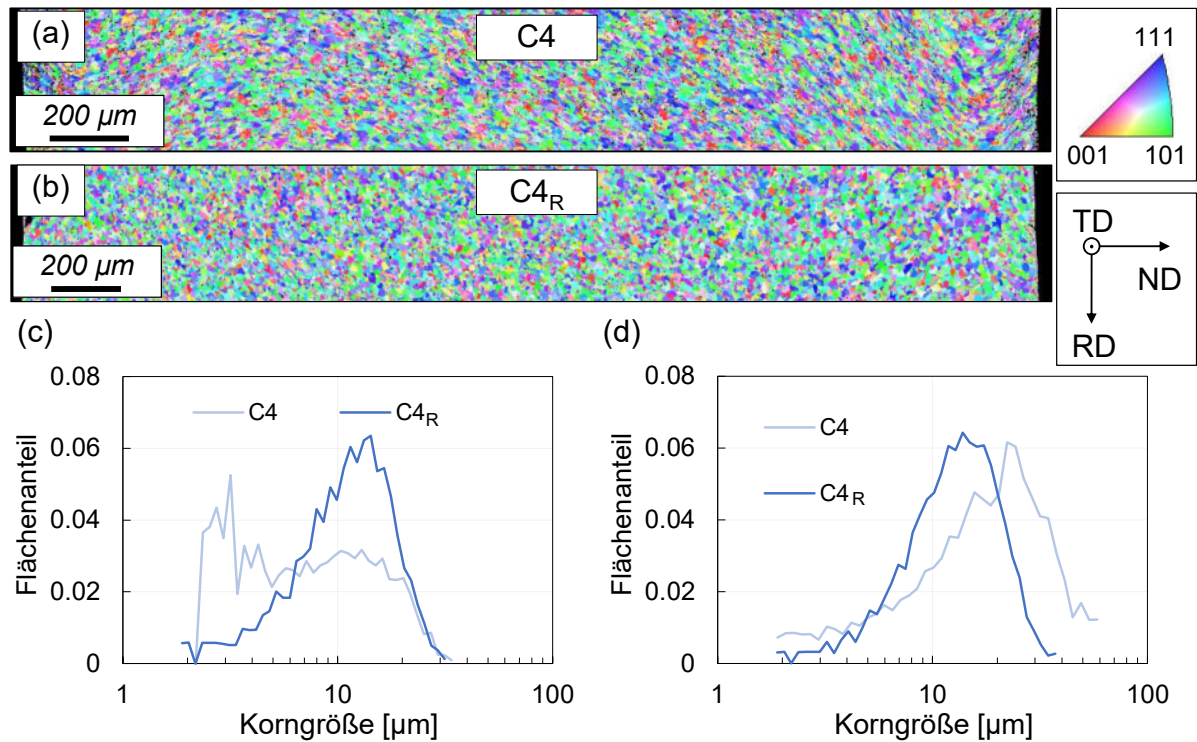 (a)
C4
200 µm
111
001
101
(b)
C4R
200 µm
TD
ND
RD
(c)
(d)
Flächenanteil
0.08
0.06
0.04
0.02
0
C4
C4R
1
10
100
Korngröße [µm]
Flächenanteil
0.08
0.06
0.04
0.02
0
C4
C4R
1
10
100
Korngröße [µm]